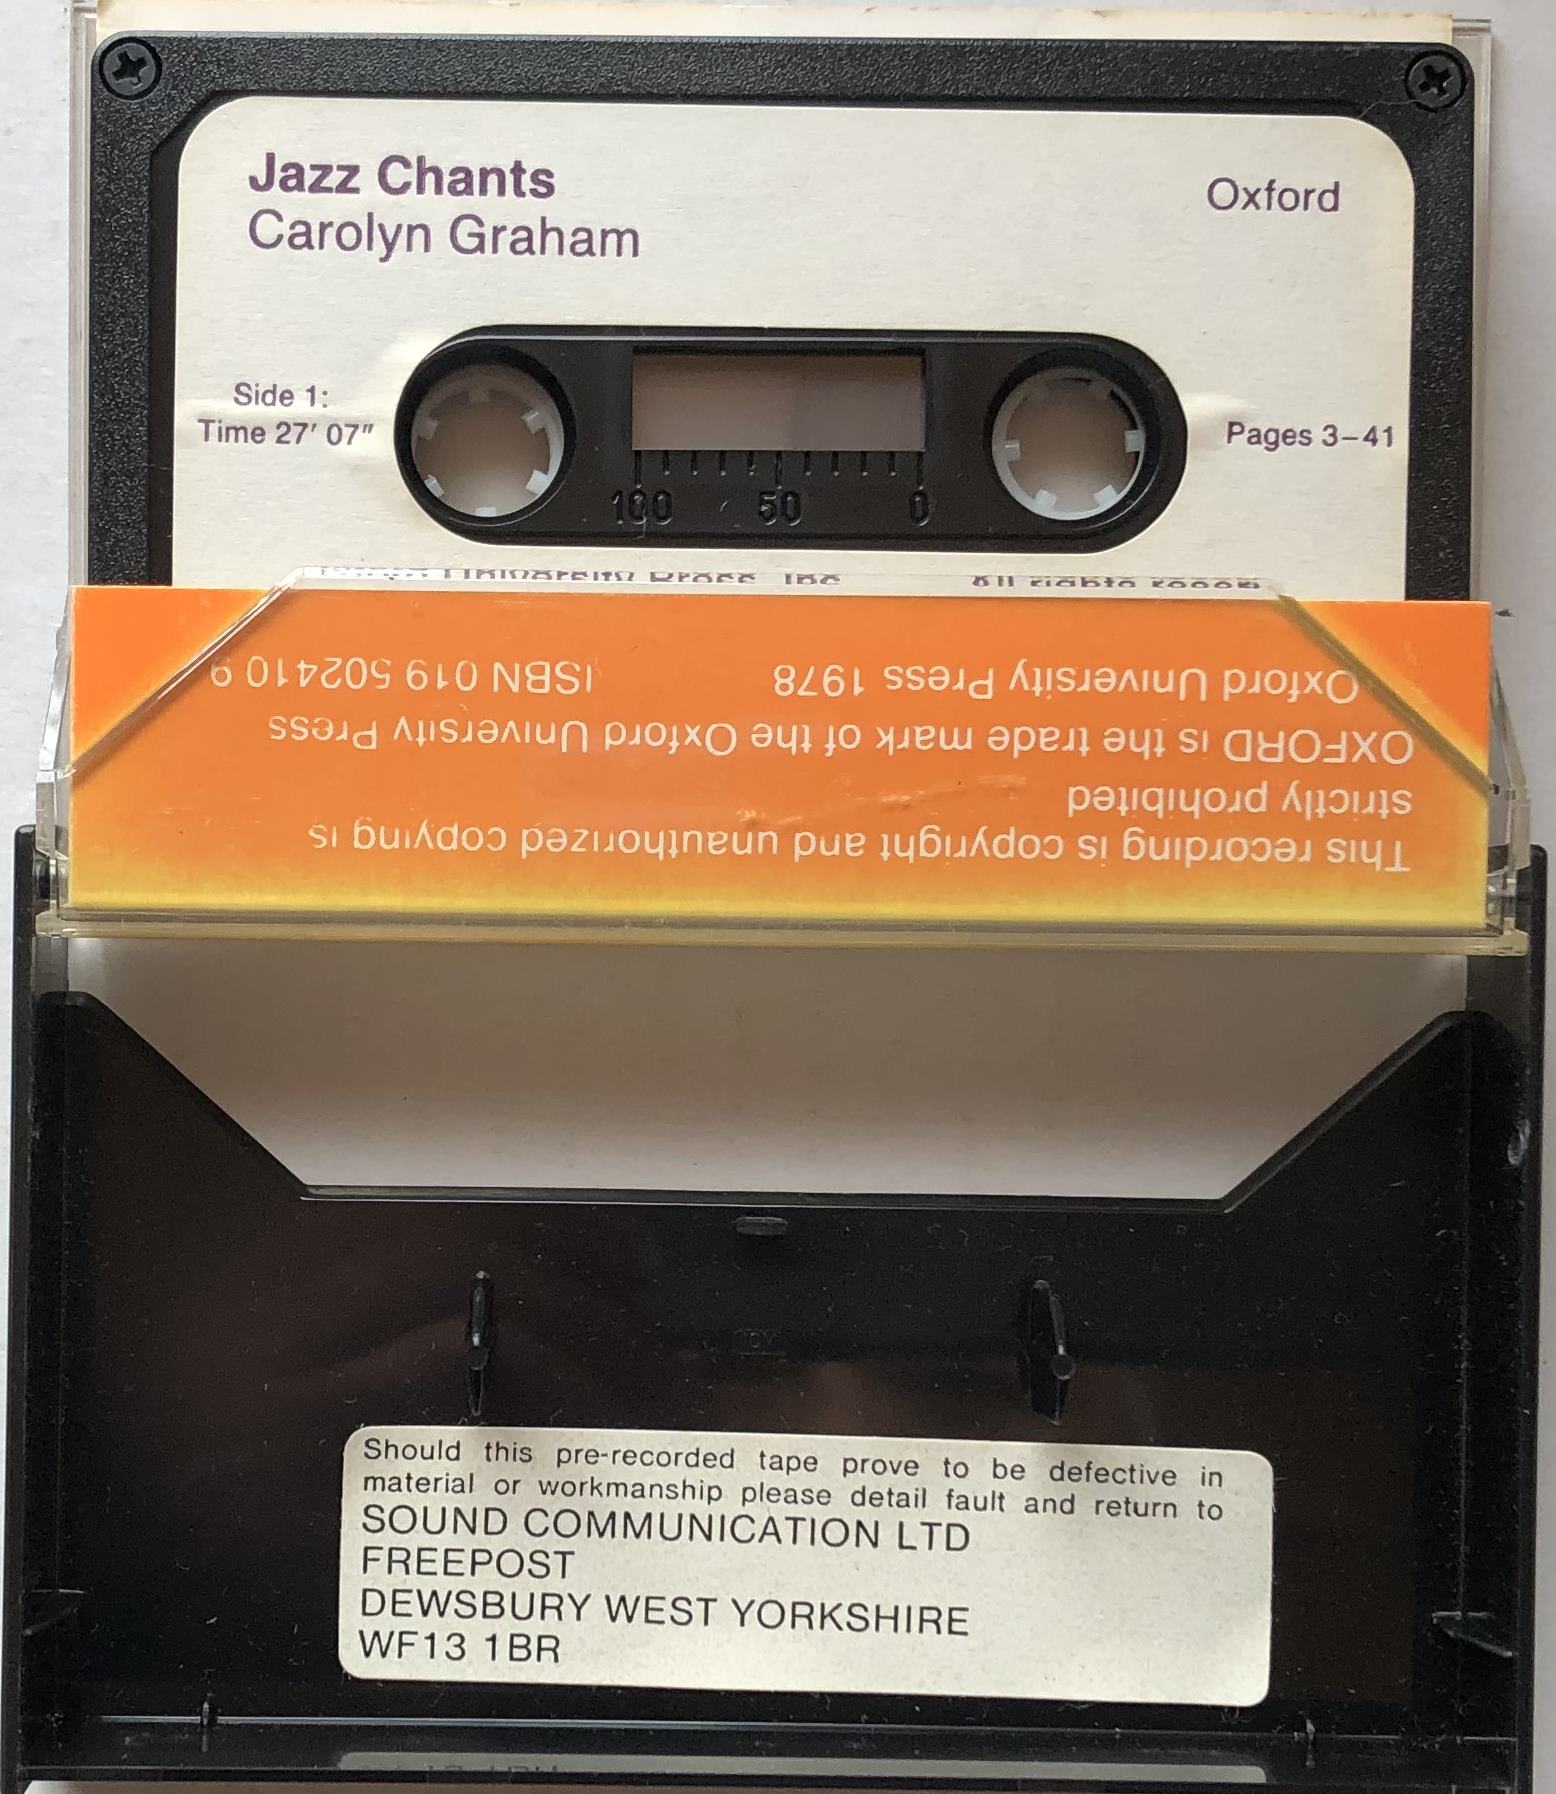 Jazz Chants
Carolyn Graham
Oxford
Side 1:
Time 27' 07"
Pages 3–41
100 50 0
This recording is copyright and unauthorized copying is
strictly prohibited
OXFORD is the trade mark of the Oxford University Press
Oxford University Press 1978 ISBN 019 502410 9
Should this pre-recorded tape prove to be defective in
material or workmanship please detail fault and return to
SOUND COMMUNICATION LTD
FREEPOST
DEWSBURY WEST YORKSHIRE
WF13 1BR